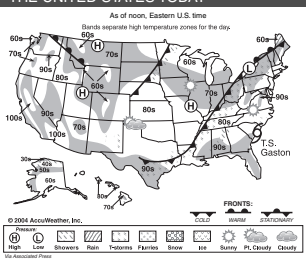 THE UNITED STATES TODAY
As of noon, Eastern U.S. time
Bands separate high temperature zones for the day.
60s
60s
60s
60s
70s
H
70s
L
90s
80s
60s
H
H
70s
70s
100s
90s
70s
80s
80s
100s
80s
90s
T.S.
Gaston
90s
30s
40s
50s
60s
80s
70s
FRONTS:
COLD
WARM
STATIONARY
© 2004 AccuWeather, Inc.
Pressure:
H
L
High
Low
Showers
Rain
T-storms
Flurries
Snow
Ice
Sunny
Pt. Cloudy
Cloudy
Via Associated Press